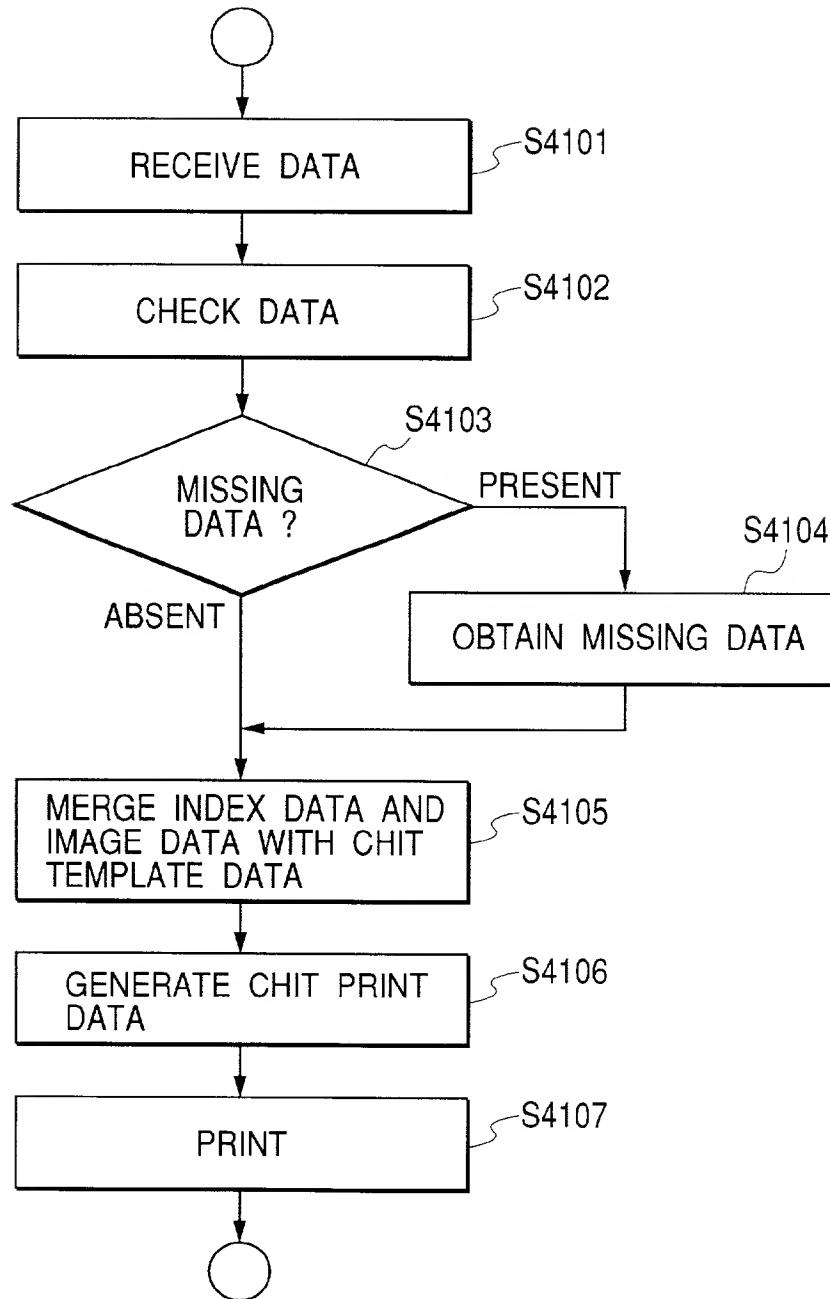 RECEIVE DATA
S4101
CHECK DATA
S4102
S4103
MISSING
DATA ?
PRESENT
S4104
ABSENT
OBTAIN MISSING DATA
MERGE INDEX DATA AND
IMAGE DATA WITH CHIT
TEMPLATE DATA
S4105
GENERATE CHIT PRINT
DATA
S4106
PRINT
S4107